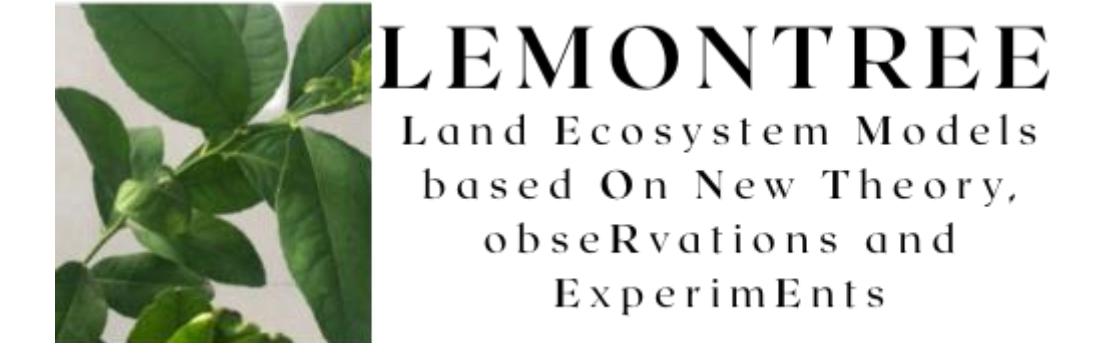 LEMONTREE
Land Ecosystem Models
based On New Theory,
obseRvations and
ExperimEnts